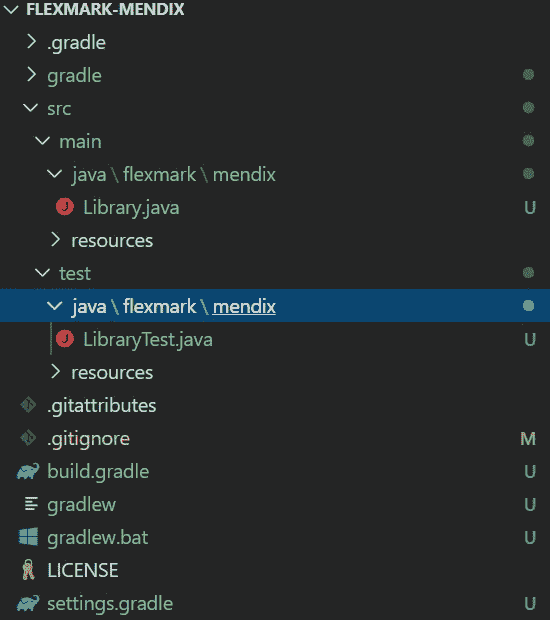 FLEXMARK-MENDIX
.gradle
gradle
src
main
java \ flexmark \ mendix
J Library.java U
resources
test
java \ flexmark \ mendix
J LibraryTest.java U
resources
.gitattributes
.gitignore M
build.gradle U
gradlew U
gradlew.bat U
LICENSE
settings.gradle U